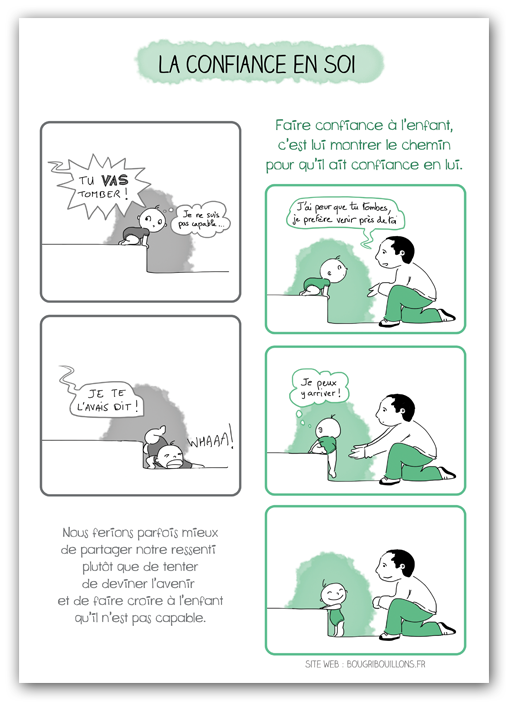 LA CONFIANCE EN SOI
TU VAS
TOMBER !
Je ne suis
pas capable...
JE TE
L'AVAIS DIT !
WHAAA!
Nous ferions parfois mieux
de partager notre ressenti
plutôt que de tenter
de deviner l'avenir
et de faire croire à l'enfant
qu'il n'est pas capable.
Faire confiance à l'enfant,
c'est lui montrer le chemin
pour qu'il ait confiance en lui.
J'ai peur que tu tombes,
je préfère venir près de toi
Je peux
y arriver !
SITE WEB : BOUGRIBOUILLONS.FR